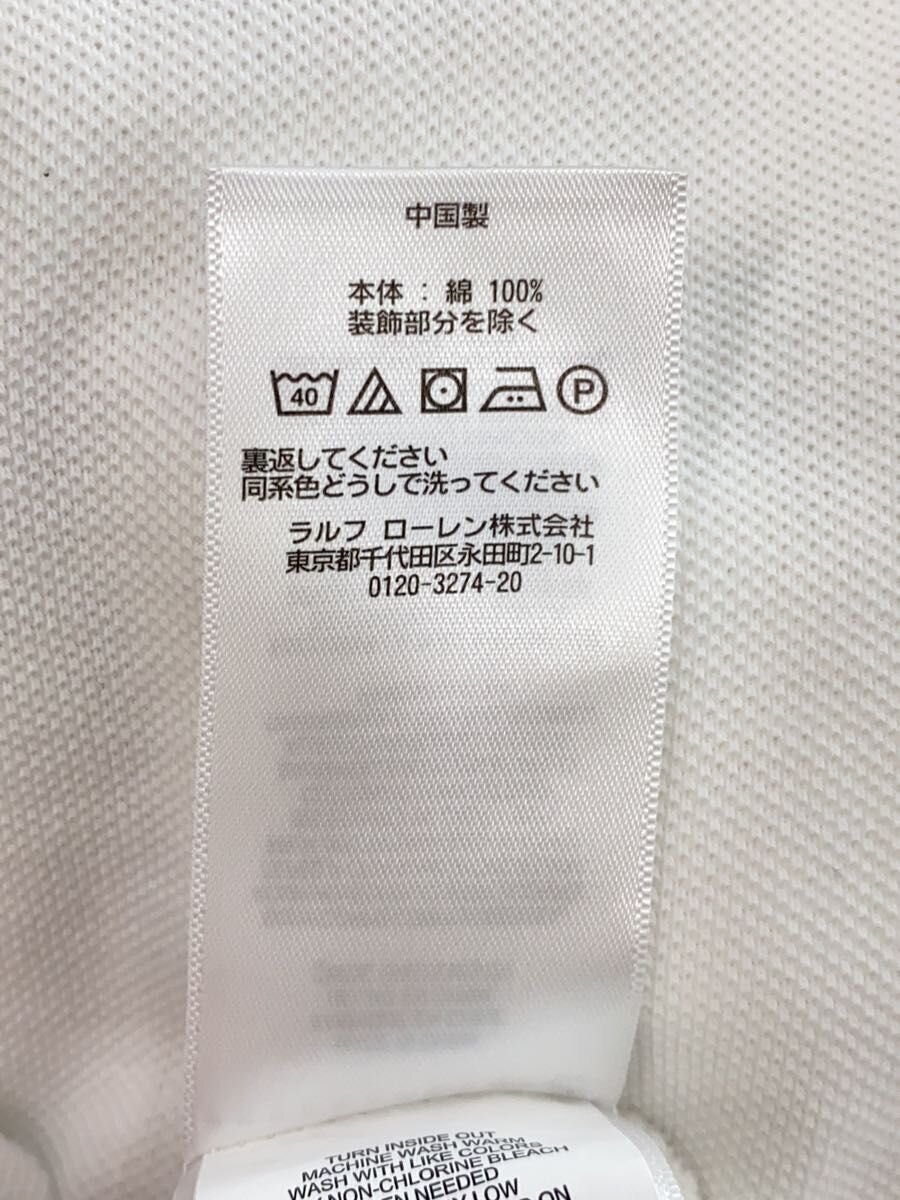 中国製
本体 : 綿 100%
装飾部分を除く
40
P
裏返してください
同系色どうしで洗ってください
ラルフ ローレン株式会社
東京都千代田区永田町2-10-1
0120-3274-20
TURN INSIDE OUT
MACHINE WASH WARM
WASH WITH LIKE COLORS
NON-CHLORINE BLEACH
NEEDED
LOW
ON